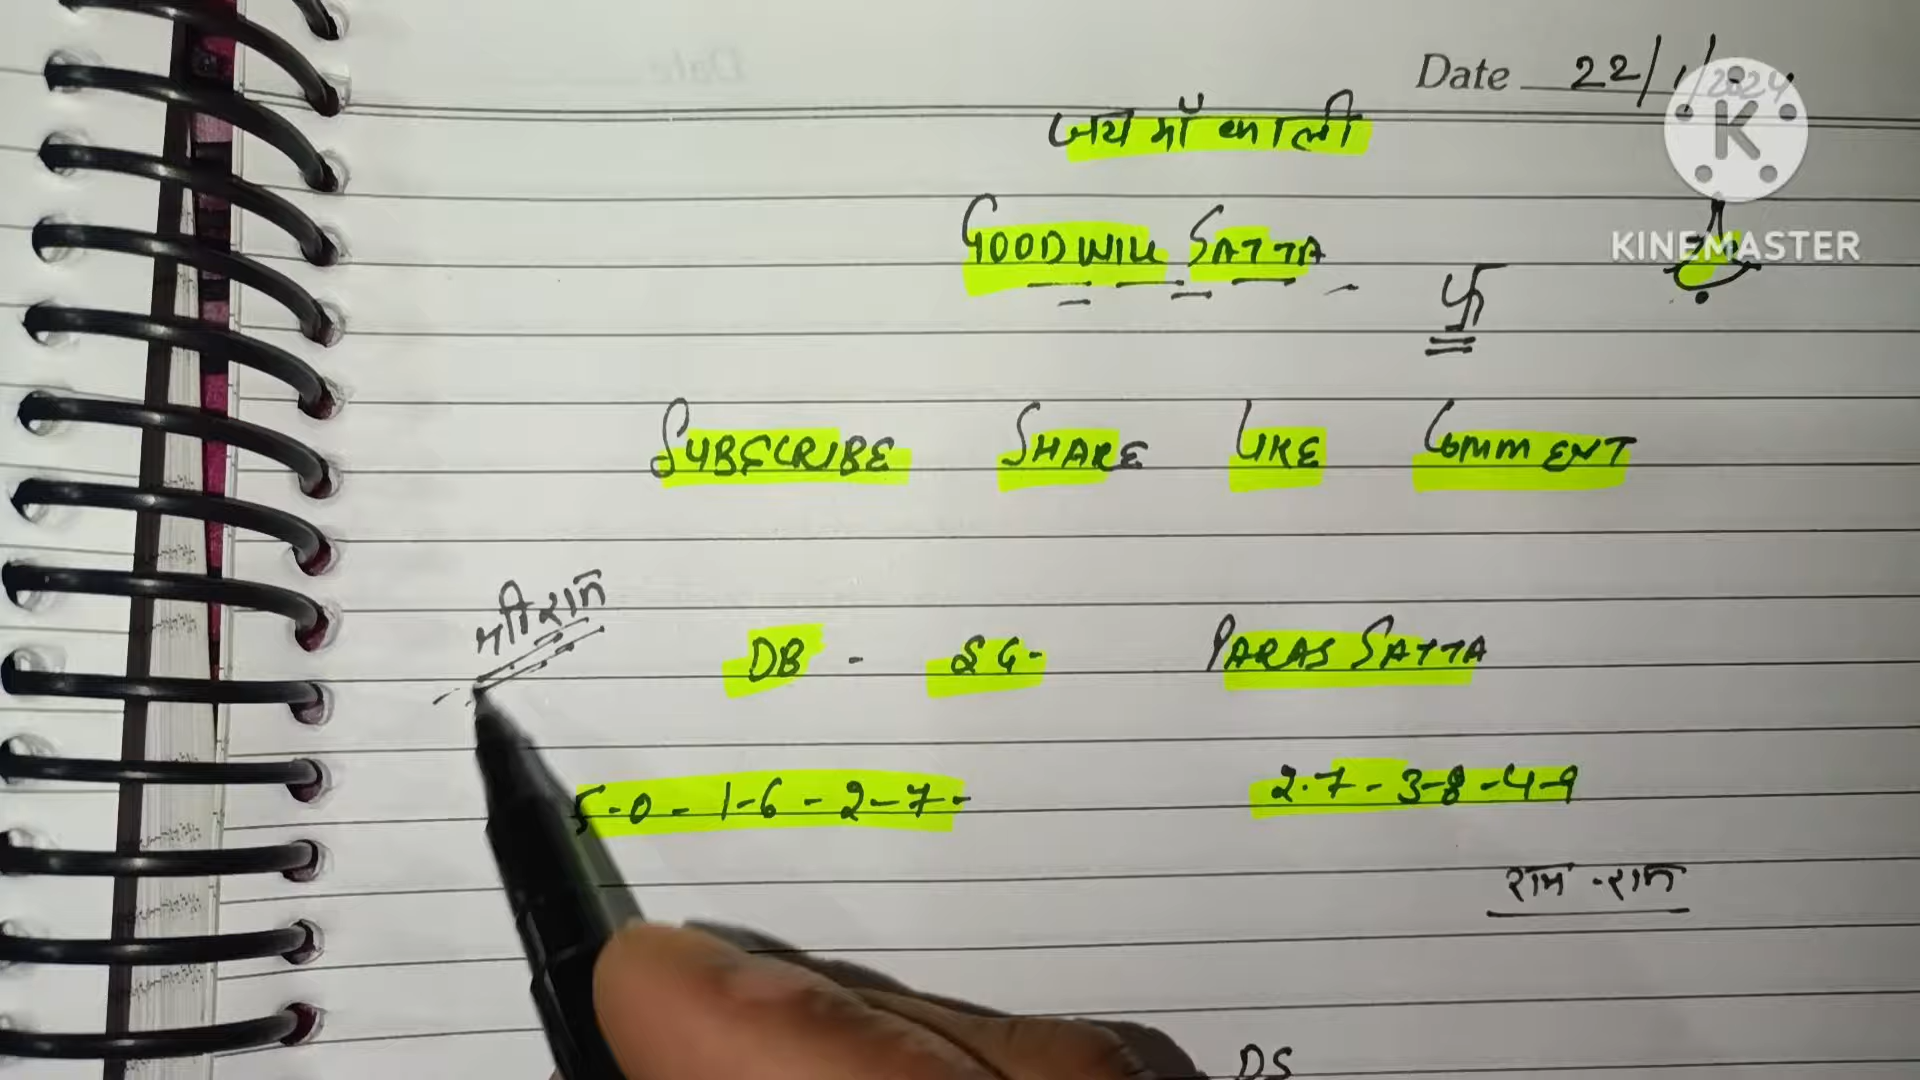 Date 22/1/2024
जय माँ काली
GOODWILL SATTA
KINEMASTER
SUBSCRIBE SHARE LIKE COMMENT
DB - SG- PARAS SATTA
5-0-1-6-2-7- 2.7-3-8-4-9
राम-राम
DS